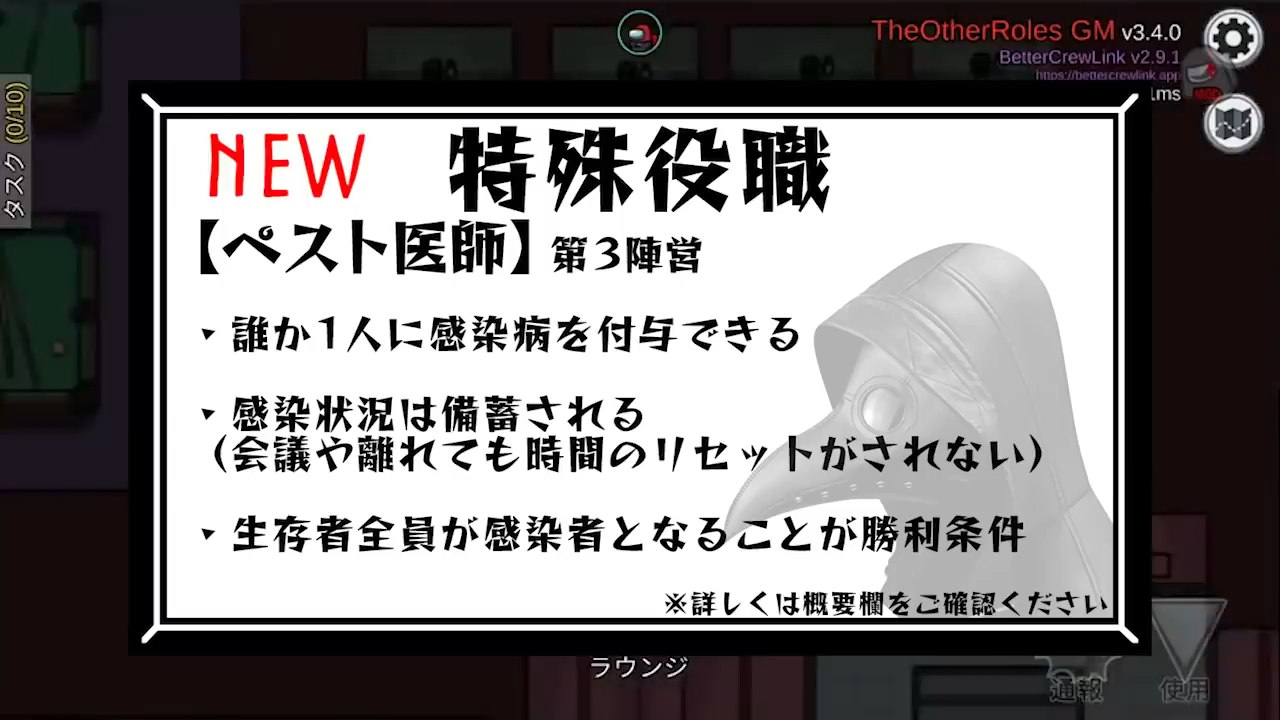 TheOtherRoles GM v3.4.0
BetterCrewLink v2.9.1
https://bettercrewlink.app
1ms
タスク (0/10)
NEW 特殊役職
【ペスト医師】第3陣営
・誰か1人に感染病を付与できる
・感染状況は備蓄される
(会議や離れても時間のリセットがされない)
・生存者全員が感染者となることが勝利条件
※詳しくは概要欄をご確認ください
ラウンジ
通報 使用